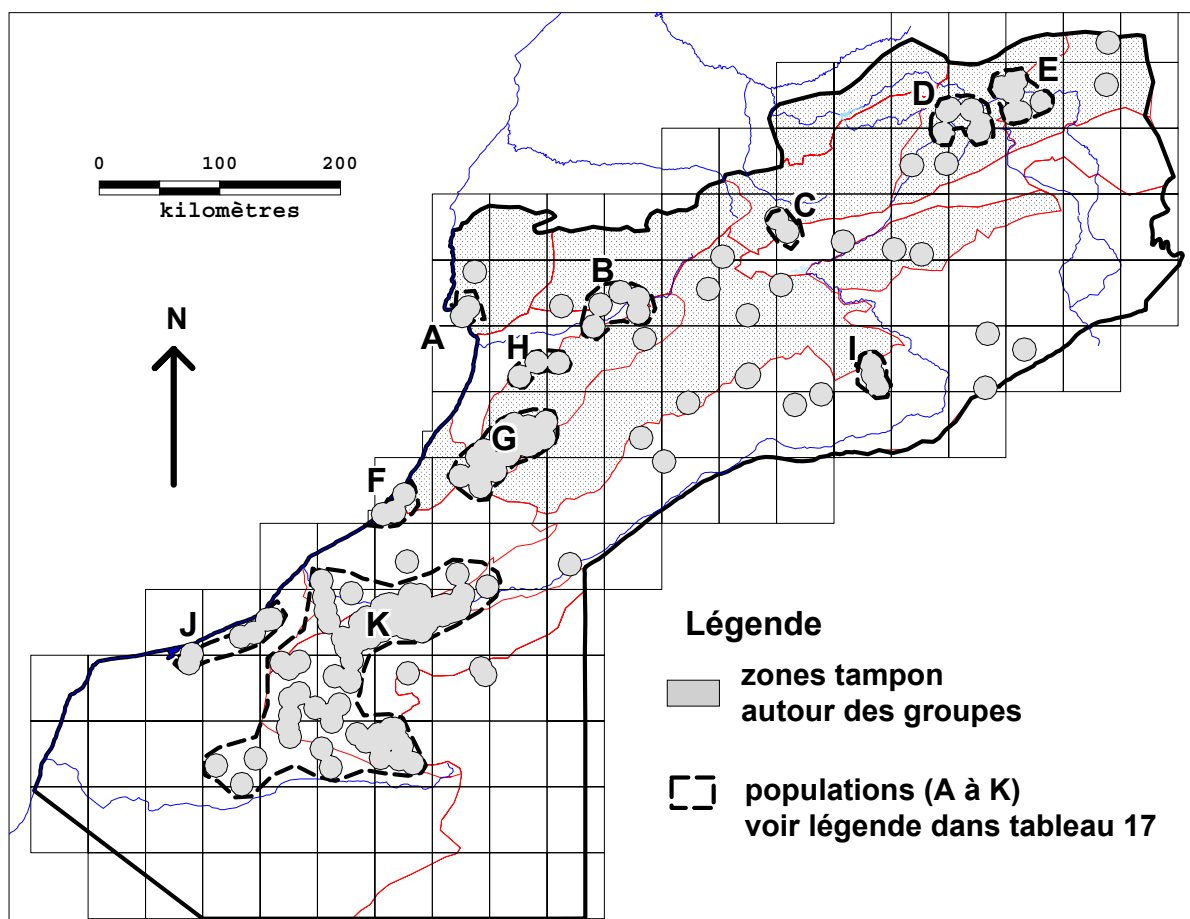 E
D
0 100 200
kilomètres
C
B
N
A
H
I
G
F
J
K
Légende
zones tampon
autour des groupes
populations (A à K)
voir légende dans tableau 17